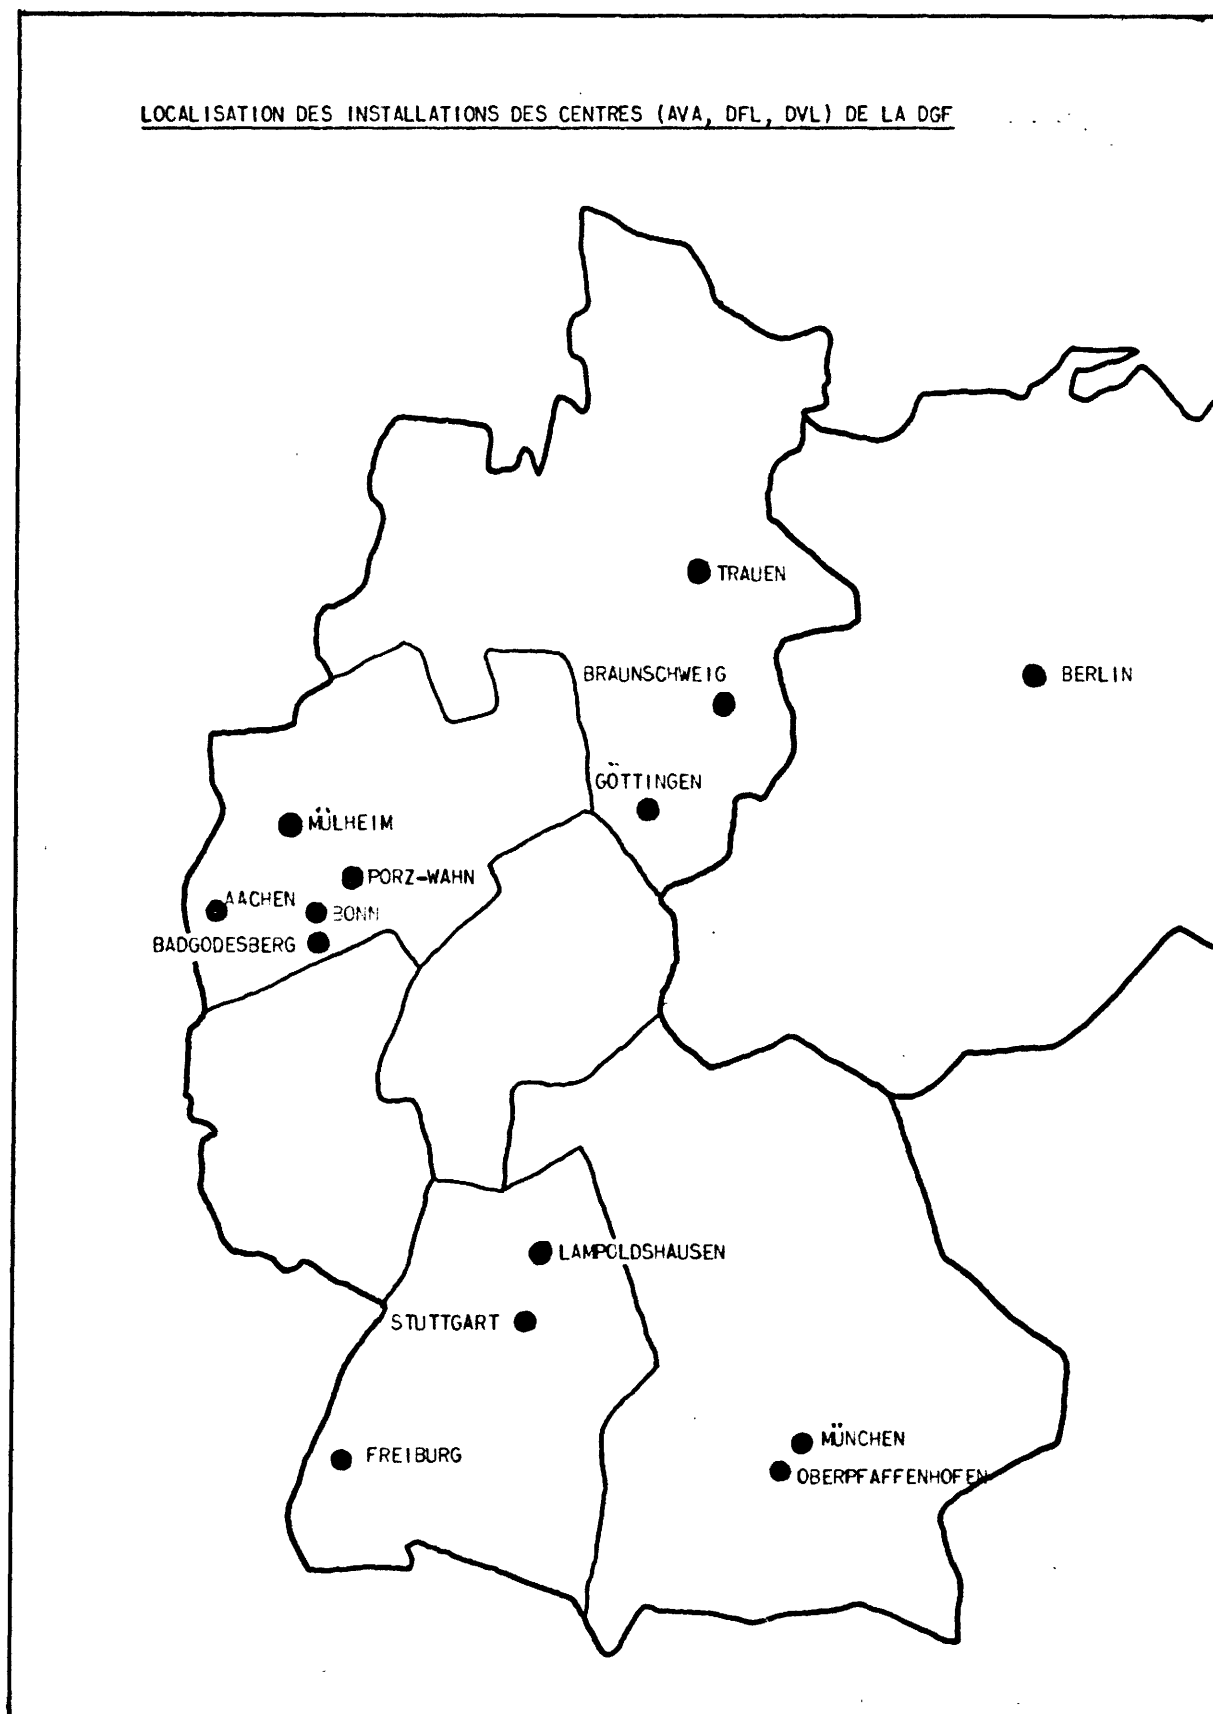 LOCALISATION DES INSTALLATIONS DES CENTRES (AVA, DFL, DVL) DE LA DGF
TRAUEN
BRAUNSCHWEIG
BERLIN
GÖTTINGEN
MÜLHEIM
PORZ-WAHN
AACHEN
BONN
BADGODESBERG
LAMPOLDSHAUSEN
STUTTGART
MÜNCHEN
FREIBURG
OBERPFAFFENHOFEN